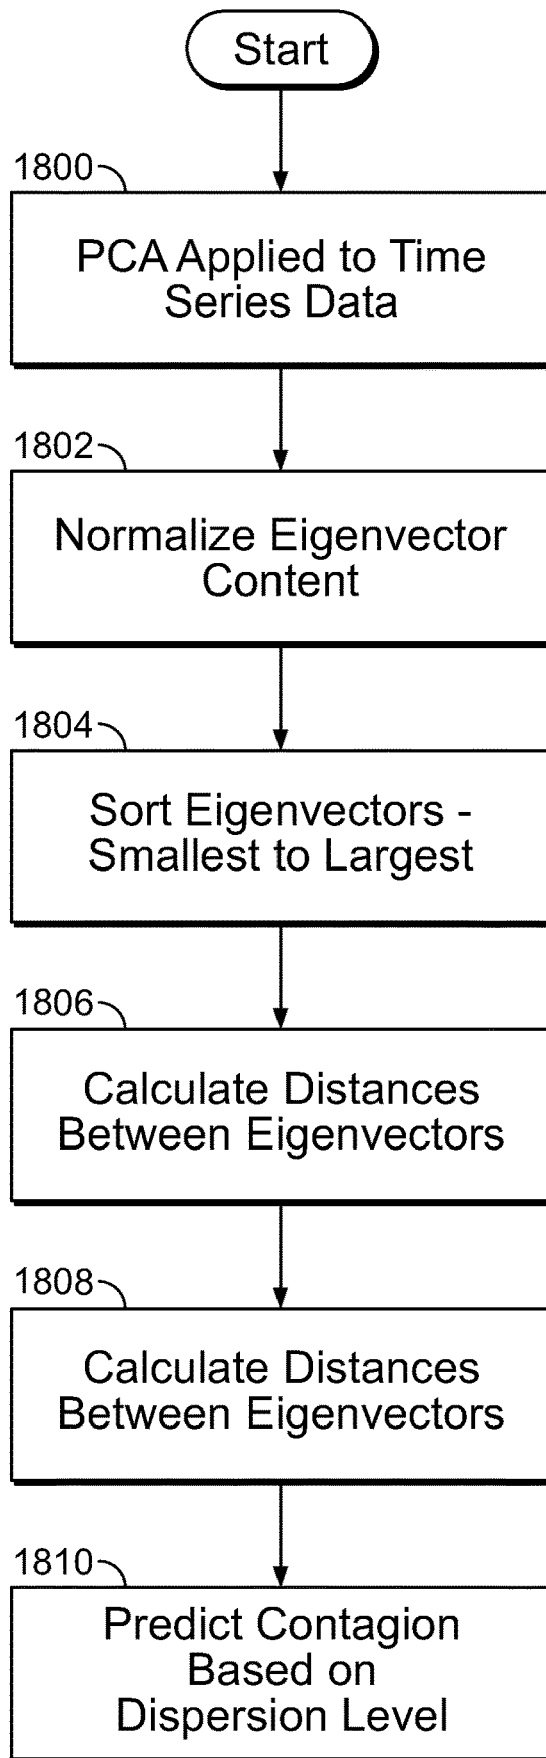 Start
1800
PCA Applied to Time
Series Data
1802
Normalize Eigenvector
Content
1804
Sort Eigenvectors -
Smallest to Largest
1806
Calculate Distances
Between Eigenvectors
1808
Calculate Distances
Between Eigenvectors
1810
Predict Contagion
Based on
Dispersion Level